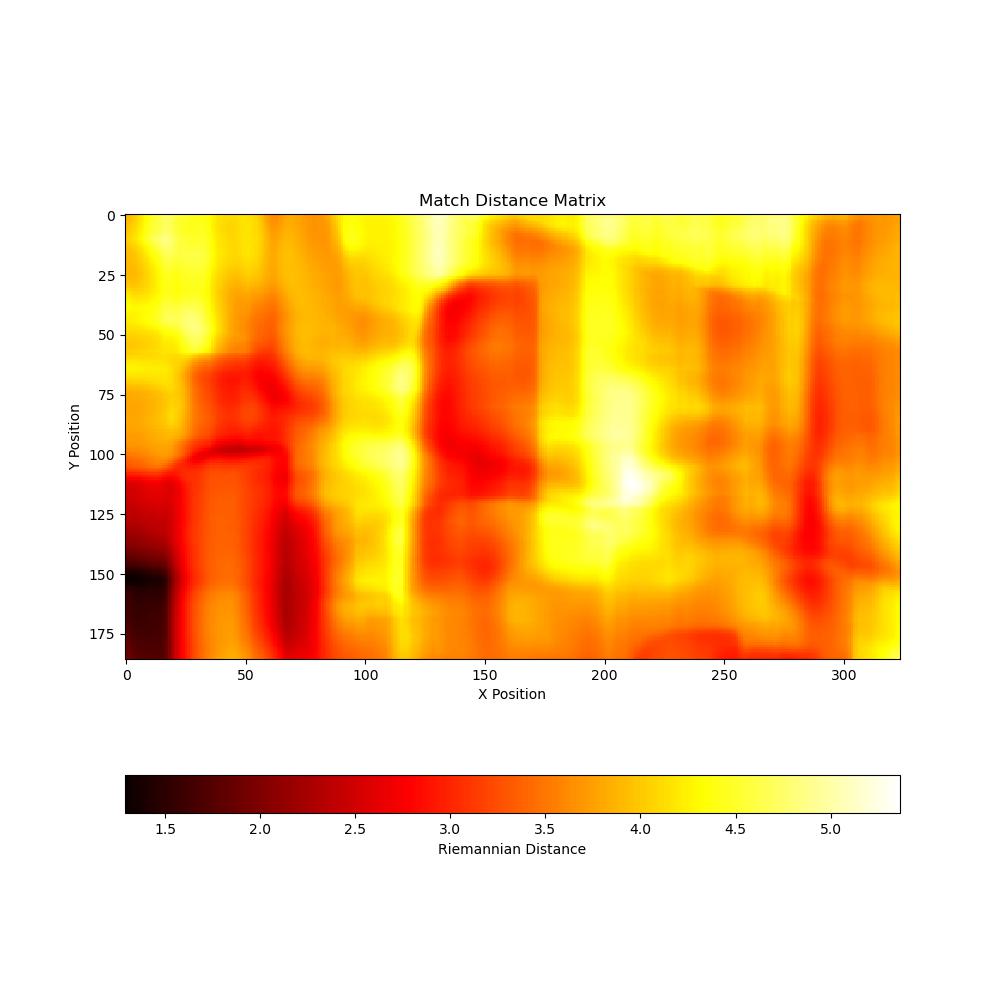 Match Distance Matrix
0
25
50
75
100
125
150
175
Y Position
0 50 100 150 200 250 300
X Position
1.5 2.0 2.5 3.0 3.5 4.0 4.5 5.0
Riemannian Distance